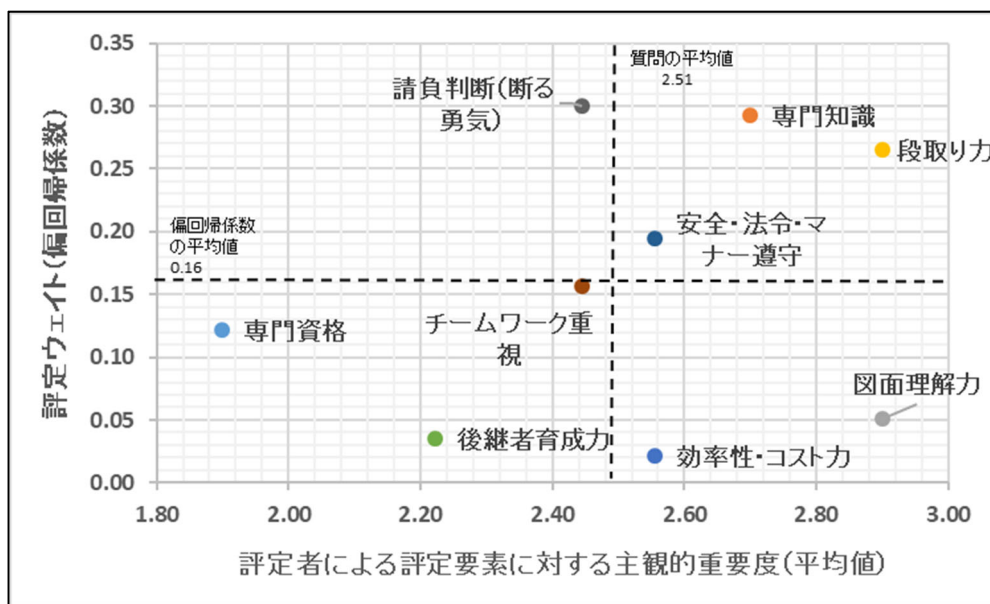 0.35
0.30
0.25
0.20
0.15
0.10
0.05
0.00
1.80
2.00
2.20
2.40
2.60
2.80
3.00
評定ウェイト(偏回帰係数)
評定者による評定要素に対する主観的重要度(平均値)
質問の平均値
2.51
偏回帰係数
の平均値
0.16
請負判断(断る
勇気)
専門知識
段取り力
安全・法令・マ
ナー遵守
チームワーク重
視
専門資格
図面理解力
後継者育成力
効率性・コスト力